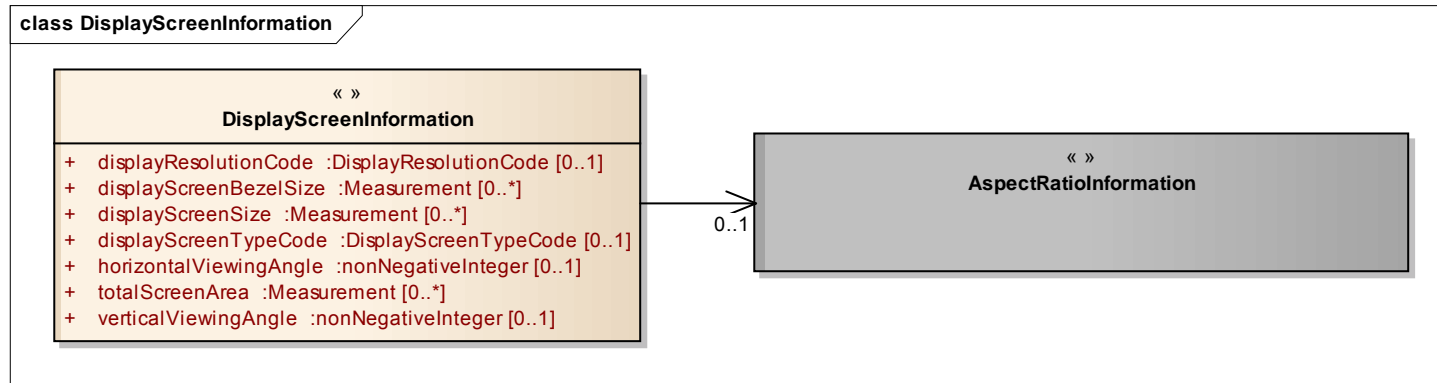 class DisplayScreenInformation
« »
DisplayScreenInformation
+ displayResolutionCode :DisplayResolutionCode [0..1]
+ displayScreenBezelSize :Measurement [0..*]
+ displayScreenSize :Measurement [0..*]
+ displayScreenTypeCode :DisplayScreenTypeCode [0..1]
+ horizontalViewingAngle :nonNegativeInteger [0..1]
+ totalScreenArea :Measurement [0..*]
+ verticalViewingAngle :nonNegativeInteger [0..1]
0..1
« »
AspectRatioInformation